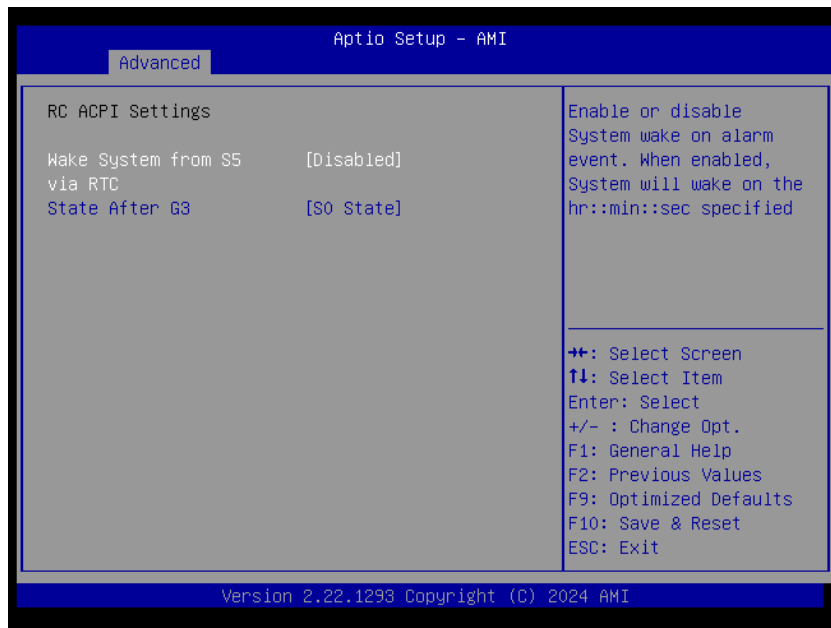 Aptio Setup – AMI
Advanced
RC ACPI Settings
Wake System from S5 [Disabled]
via RTC
State After G3 [S0 State]
Enable or disable
System wake on alarm
event. When enabled,
System will wake on the
hr::min::sec specified
→←: Select Screen
↑↓: Select Item
Enter: Select
+/- : Change Opt.
F1: General Help
F2: Previous Values
F9: Optimized Defaults
F10: Save & Reset
ESC: Exit
Version 2.22.1293 Copyright (C) 2024 AMI